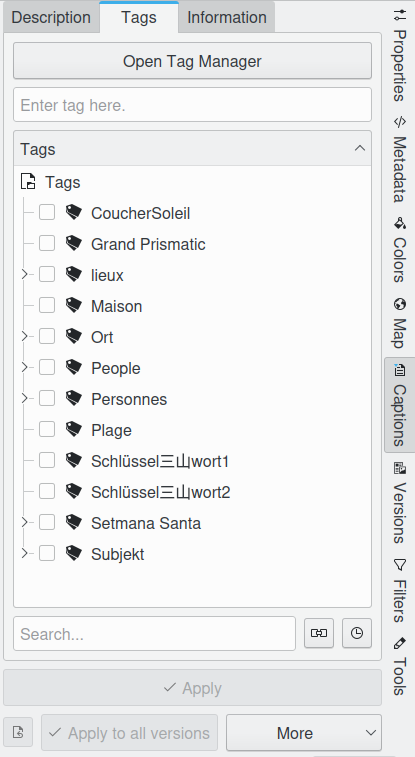 Description Tags Information
Open Tag Manager
Enter tag here.
Tags
Tags
CoucherSoleil
Grand Prismatic
lieux
Maison
Ort
People
Personnes
Plage
Schlüssel三山wort1
Schlüssel三山wort2
Setmana Santa
Subjekt
Search...
Apply
Apply to all versions More
Properties
Metadata
Colors
Map
Captions
Versions
Filters
Tools